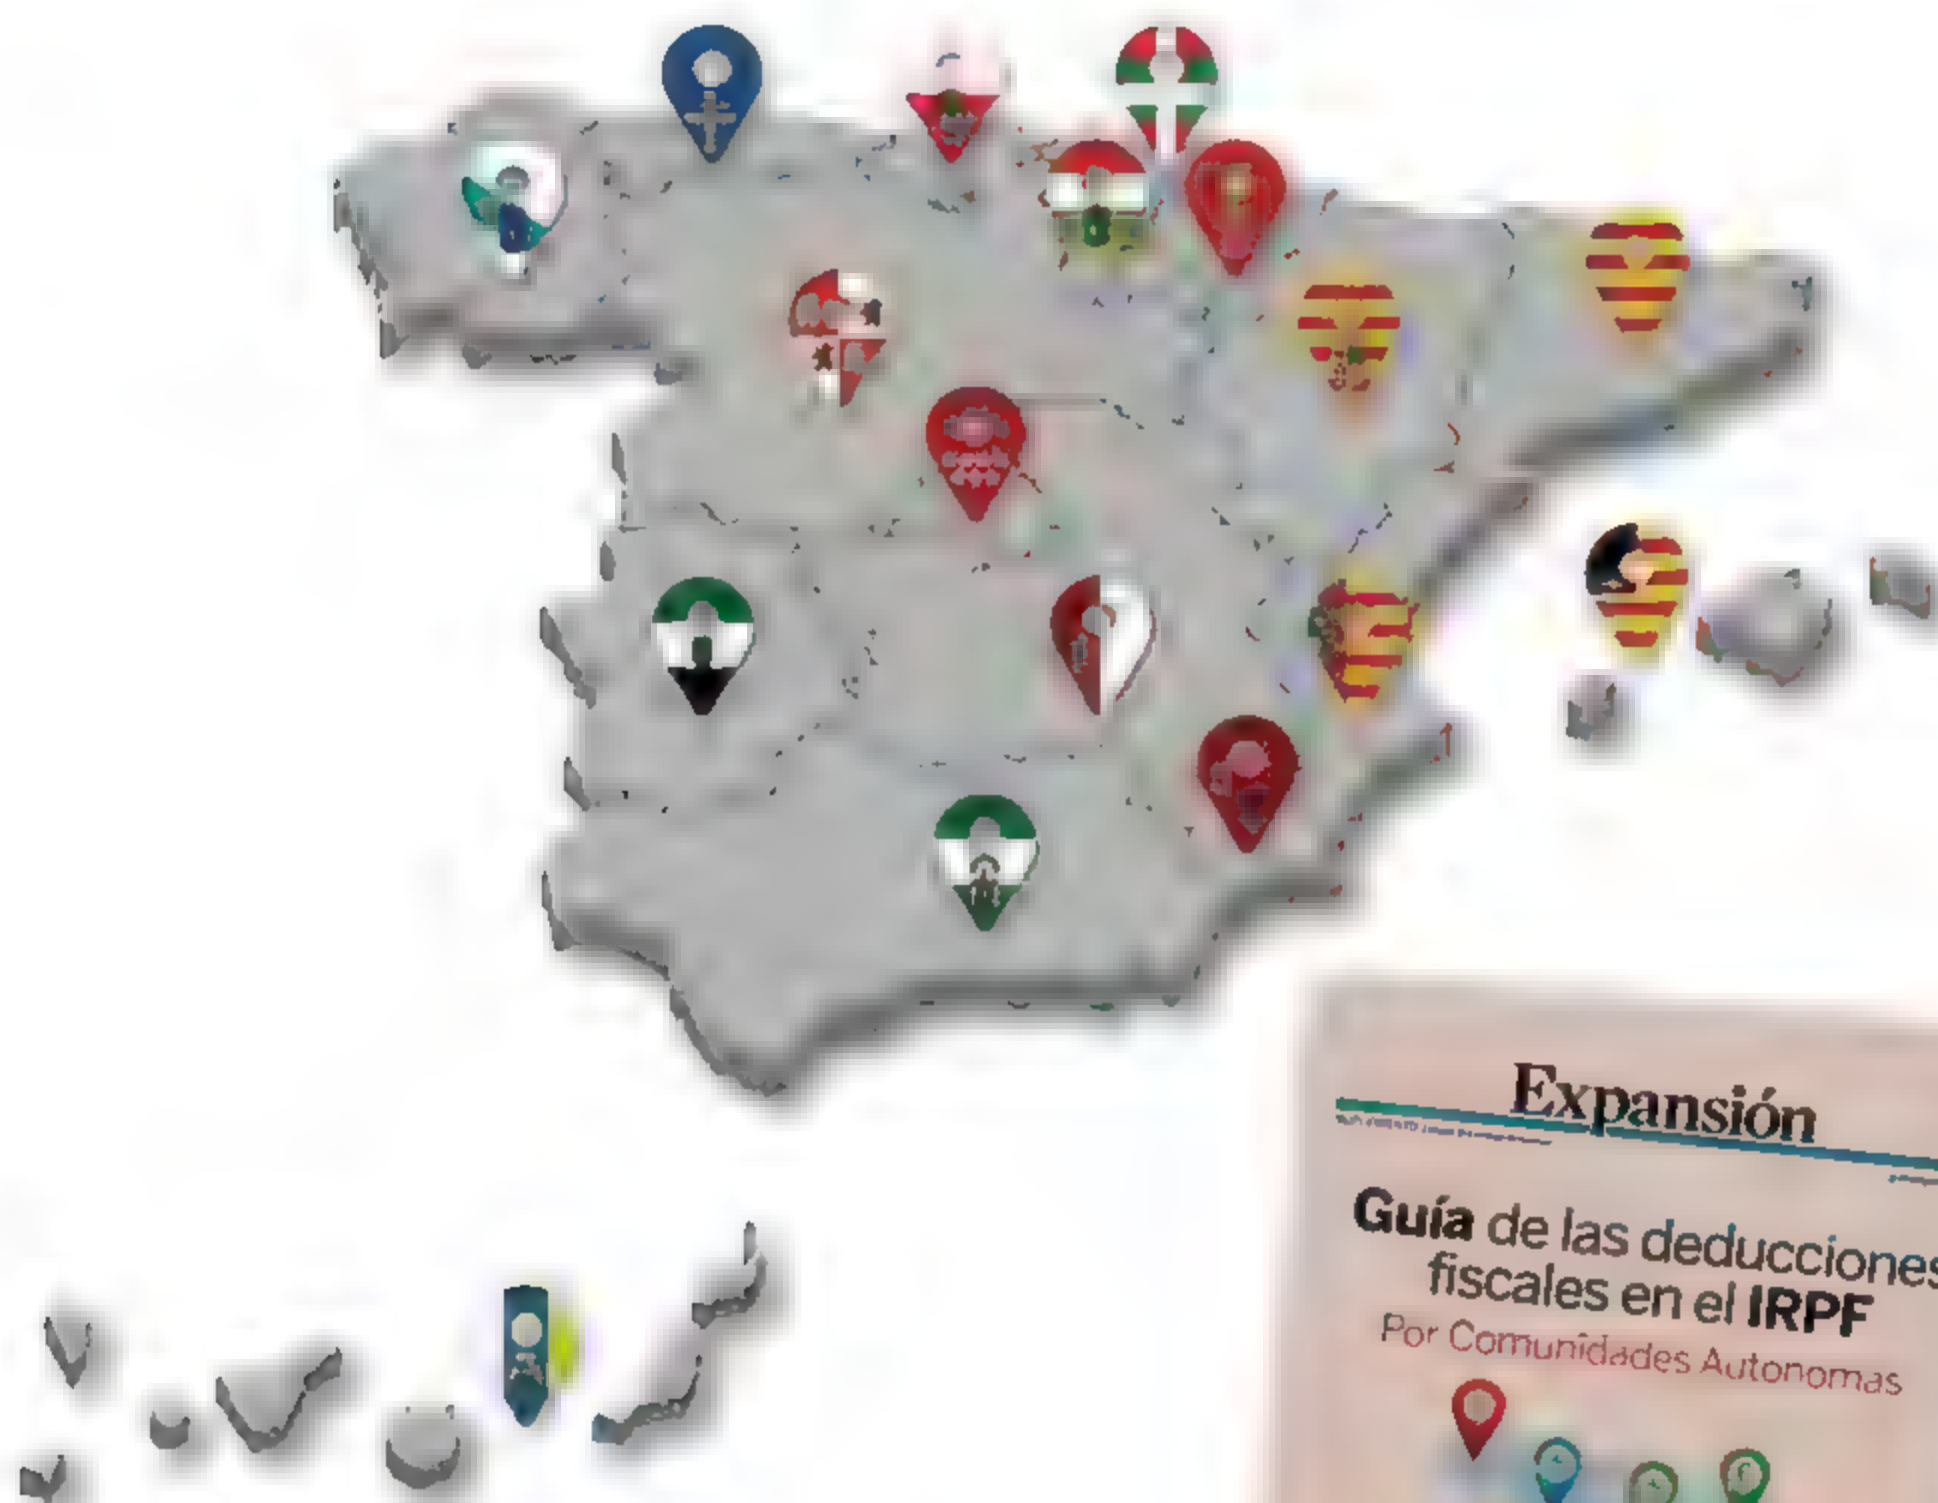 Expansión
Guía de las deducciones
fiscales en el IRPF
Por Comunidades Autonomas